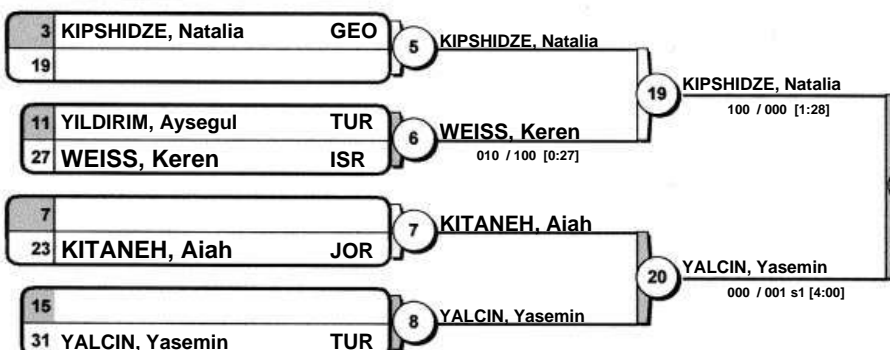 3 KIPSHIDZE, Natalia GEO
19
5
KIPSHIDZE, Natalia
11 YILDIRIM, Aysegul TUR
27 WEISS, Keren ISR
6
WEISS, Keren
010 / 100 [0:27]
19
KIPSHIDZE, Natalia
100 / 000 [1:28]
7
23 KITANEH, Aiah JOR
7
KITANEH, Aiah
15
31 YALCIN, Yasemin TUR
8
YALCIN, Yasemin
20
YALCIN, Yasemin
000 / 001 s1 [4:00]